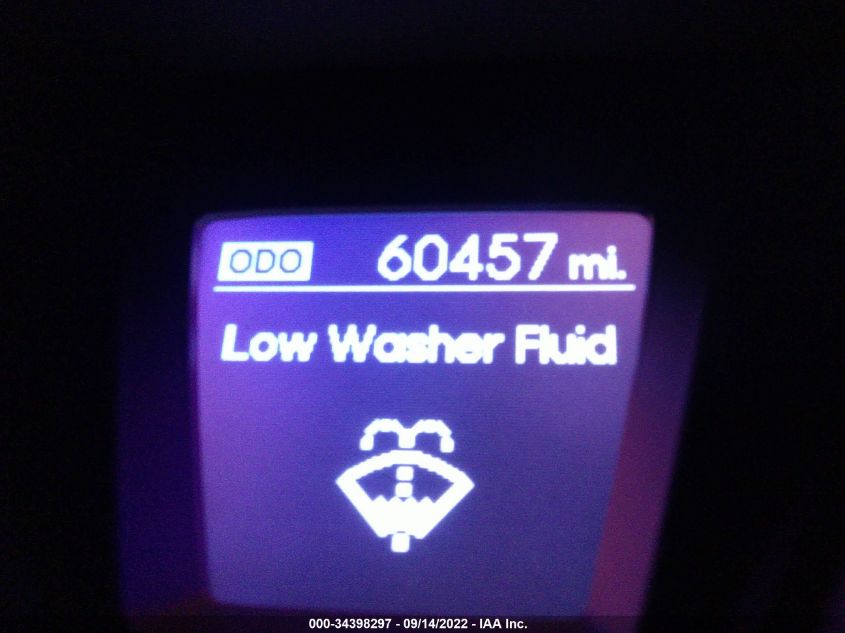 ODO 60457 mi.
Low Washer Fluid
000-34398297 - 09/14/2022 - IAA Inc.